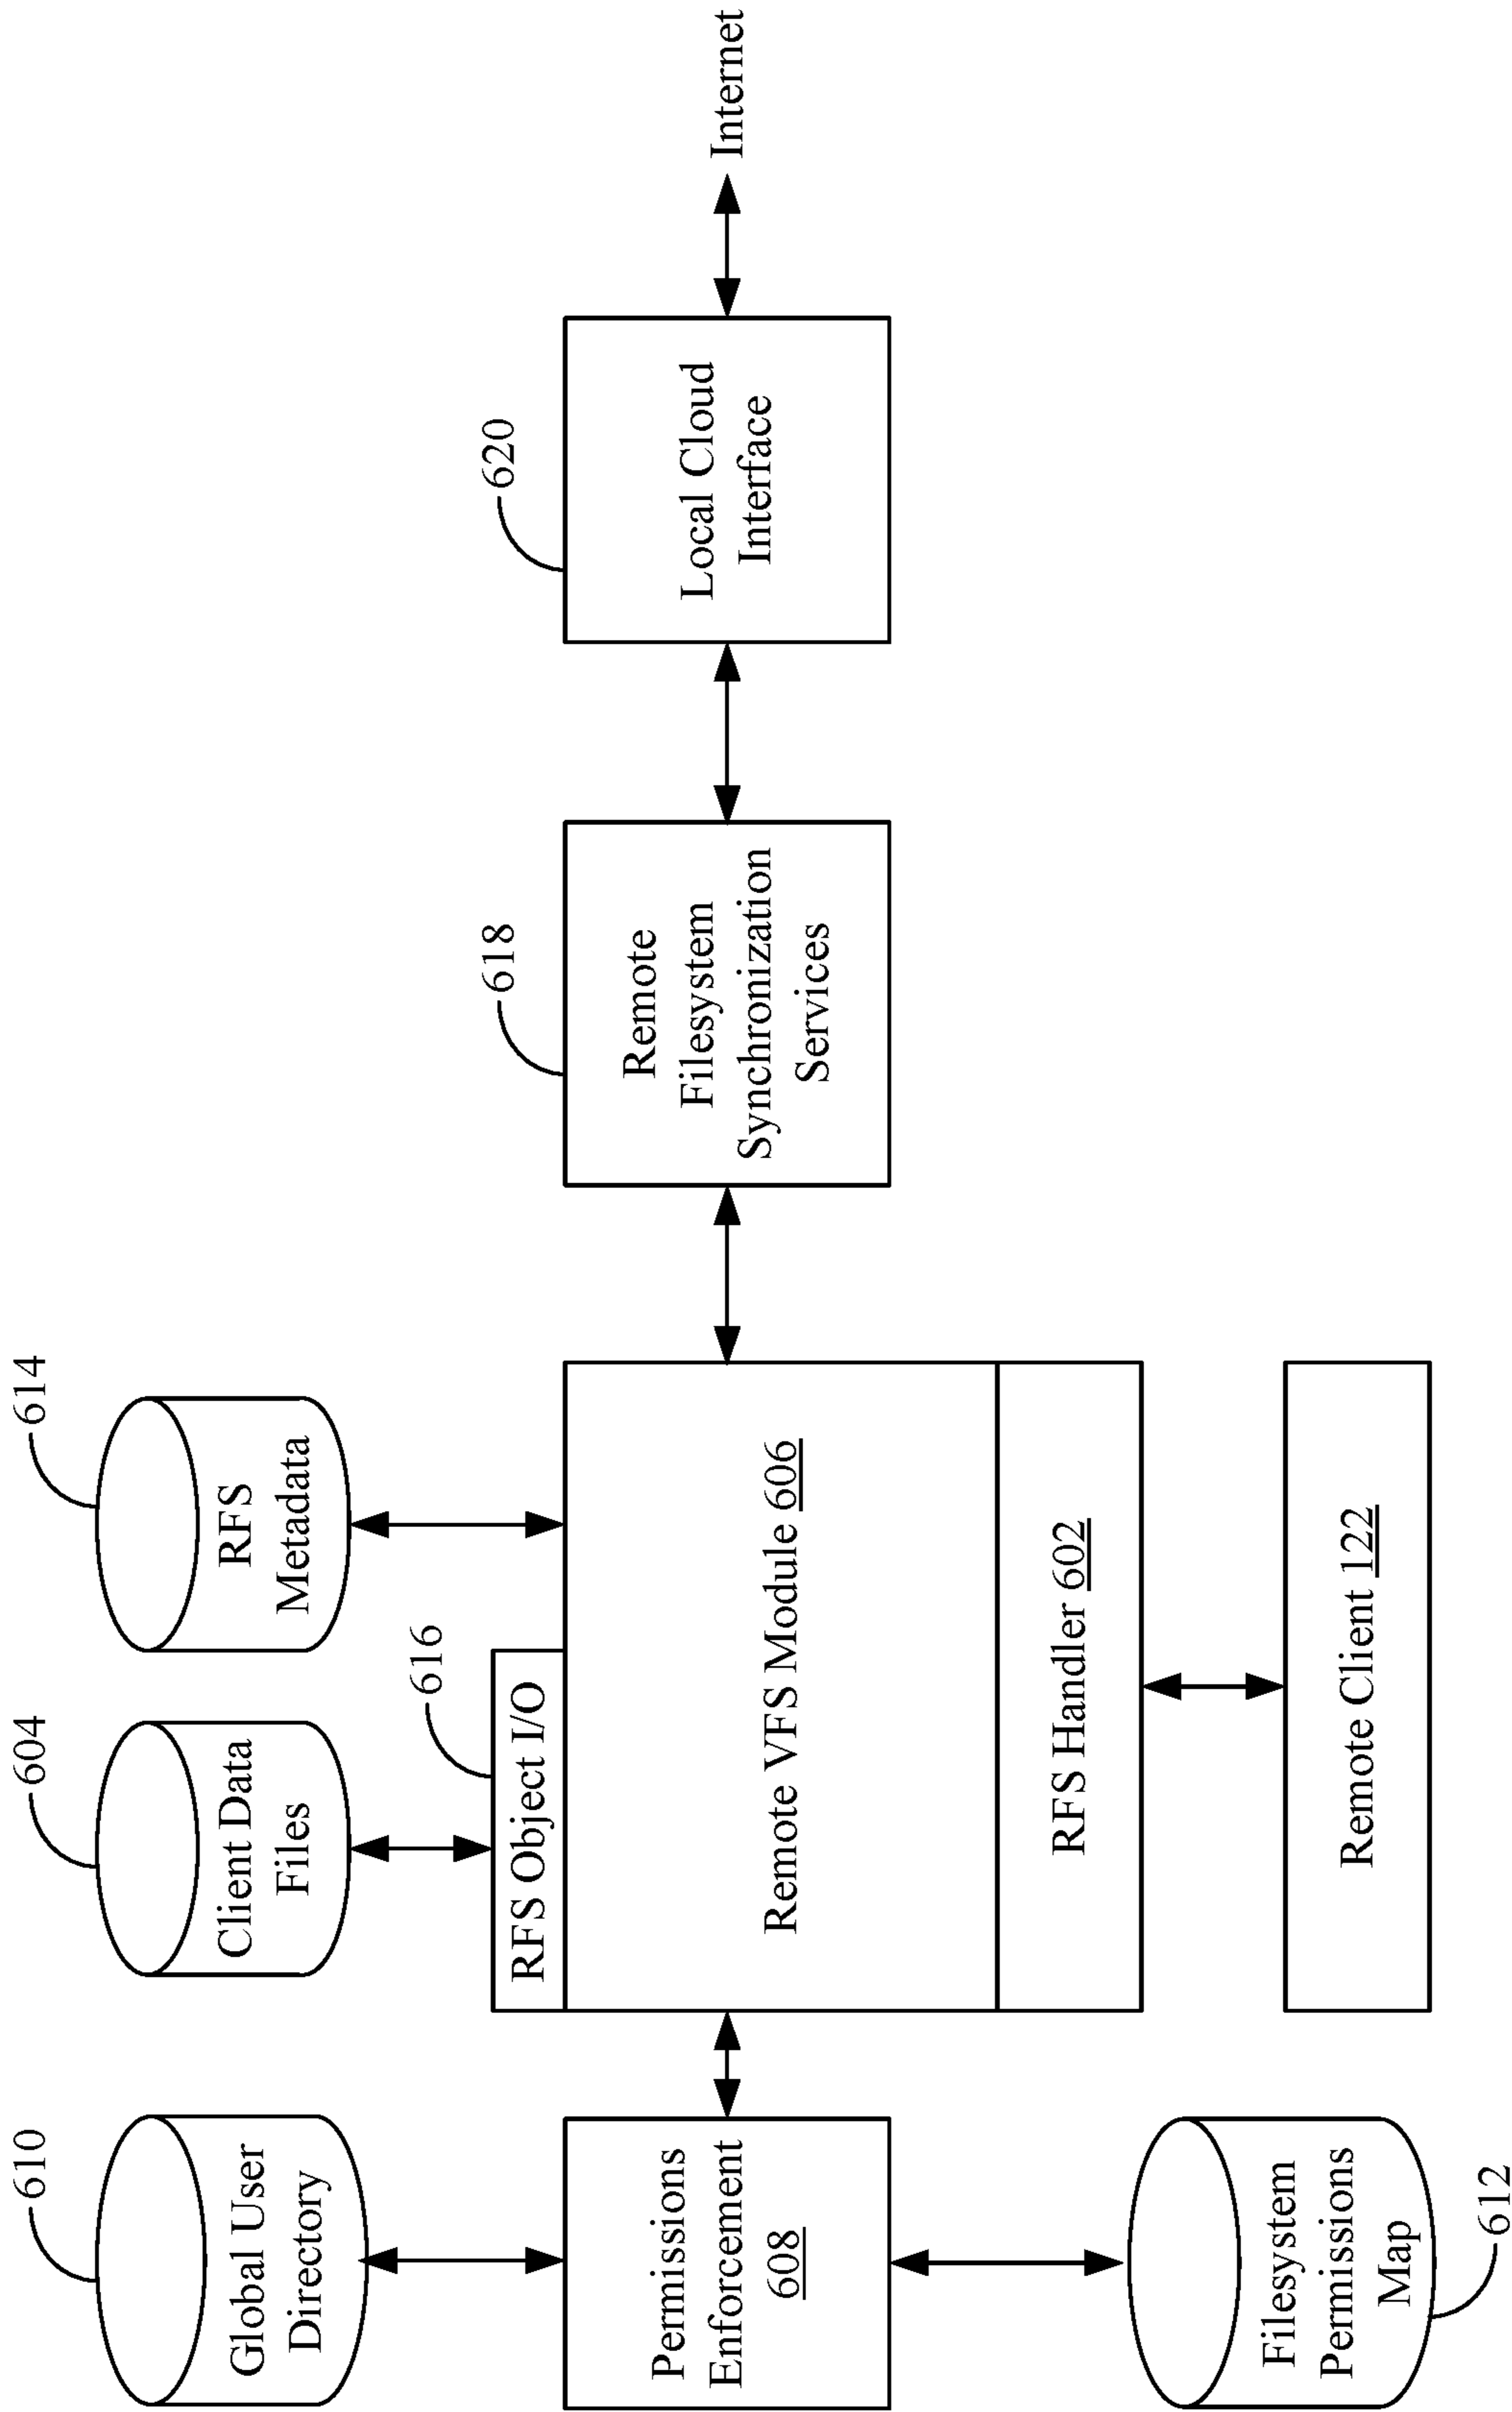 610
Global User
Directory
604
Client Data
Files
614
RFS
Metadata
616
RFS Object I/O
Permissions
Enforcement
608
Remote VFS Module 606
618
Remote
Filesystem
Synchronization
Services
620
Local Cloud
Interface
Internet
RFS Handler 602
Filesystem
Permissions
Map
612
Remote Client 122